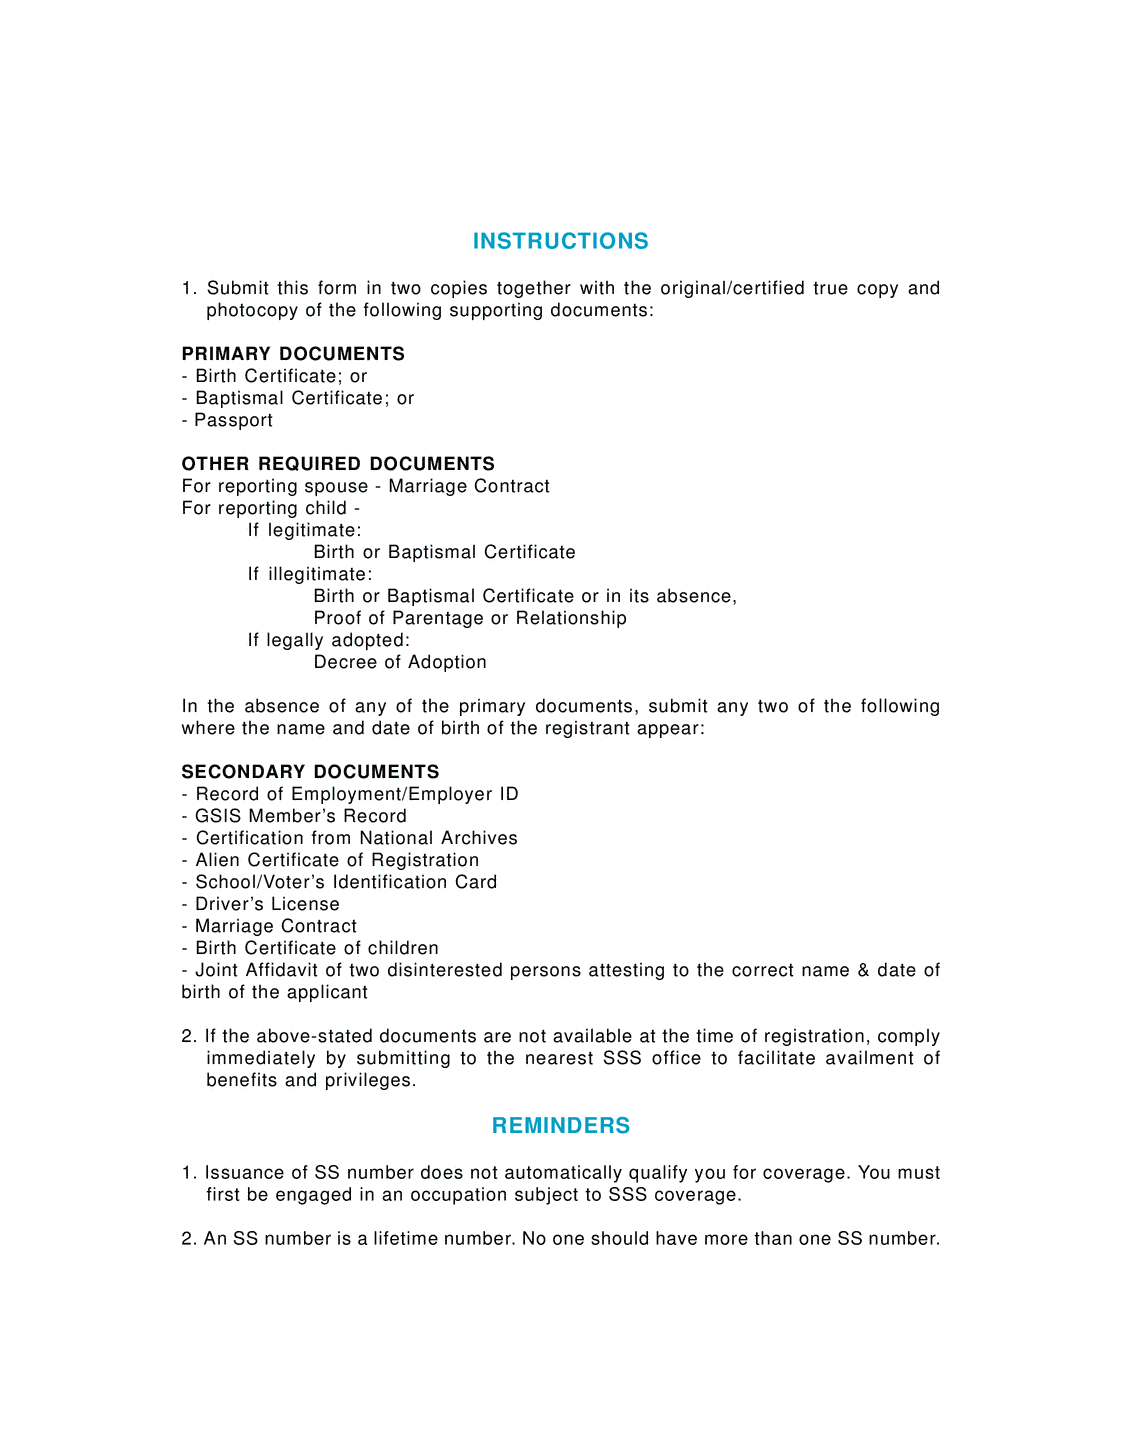 INSTRUCTIONS
1. Submit this form in two copies together with the original/certified true copy and
photocopy of the following supporting documents:
PRIMARY DOCUMENTS
- Birth Certificate; or
- Baptismal Certificate; or
- Passport
OTHER REQUIRED DOCUMENTS
For reporting spouse - Marriage Contract
For reporting child -
If legitimate:
Birth or Baptismal Certificate
If illegitimate:
Birth or Baptismal Certificate or in its absence,
Proof of Parentage or Relationship
If legally adopted:
Decree of Adoption
In the absence of any of the primary documents, submit any two of the following
where the name and date of birth of the registrant appear:
SECONDARY DOCUMENTS
- Record of Employment/Employer ID
- GSIS Member’s Record
- Certification from National Archives
- Alien Certificate of Registration
- School/Voter’s Identification Card
- Driver’s License
- Marriage Contract
- Birth Certificate of children
- Joint Affidavit of two disinterested persons attesting to the correct name & date of
birth of the applicant
2. If the above-stated documents are not available at the time of registration, comply
immediately by submitting to the nearest SSS office to facilitate availment of
benefits and privileges.
REMINDERS
1. Issuance of SS number does not automatically qualify you for coverage. You must
first be engaged in an occupation subject to SSS coverage.
2. An SS number is a lifetime number. No one should have more than one SS number.